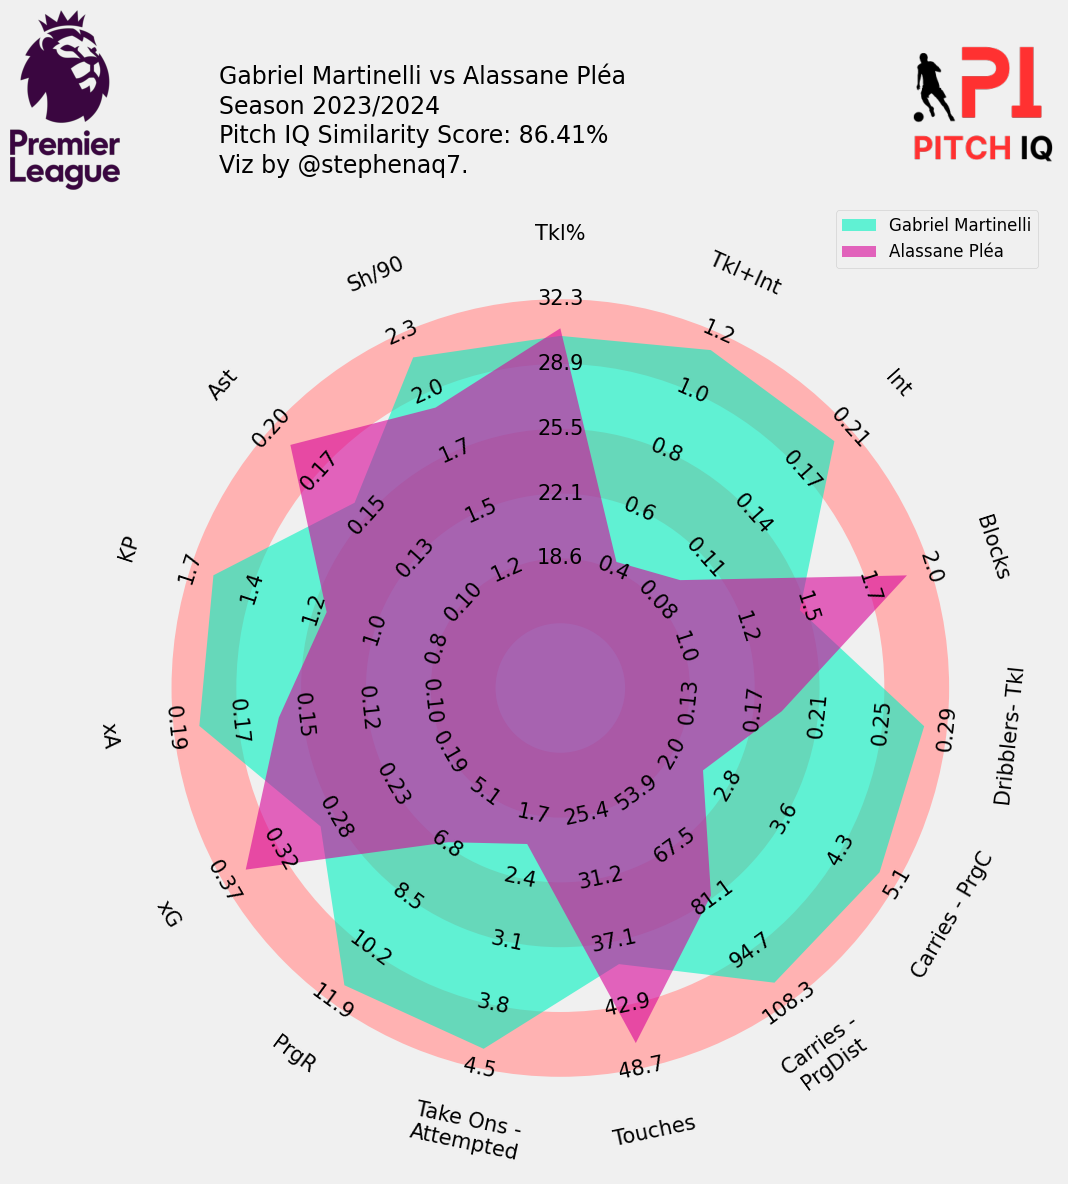 Premier
League
Gabriel Martinelli vs Alassane Pléa
Season 2023/2024
Pitch IQ Similarity Score: 86.41%
Viz by @stephenaq7.
PI
PITCH IQ
Gabriel Martinelli
Alassane Pléa
Tkl%
32.3
28.9
25.5
22.1
18.6
Tkl+Int
1.2
1.0
0.8
0.6
0.4
Int
0.21
0.17
0.14
0.11
0.08
Blocks
2.0
1.7
1.5
1.2
1.0
Dribblers- Tkl
0.29
0.25
0.21
0.17
0.13
Carries - PrgC
5.1
4.3
3.6
2.8
2.0
Carries -
PrgDist
108.3
94.7
81.1
67.5
53.9
Touches
48.7
42.9
37.1
31.2
25.4
Take Ons -
Attempted
4.5
3.8
3.1
2.4
1.7
PrgR
11.9
10.2
8.5
6.8
5.1
xG
0.37
0.32
0.28
0.23
0.19
xA
0.19
0.17
0.15
0.12
0.10
KP
1.7
1.4
1.2
1.0
0.8
Ast
0.20
0.17
0.15
0.13
0.10
Sh/90
2.3
2.0
1.7
1.5
1.2